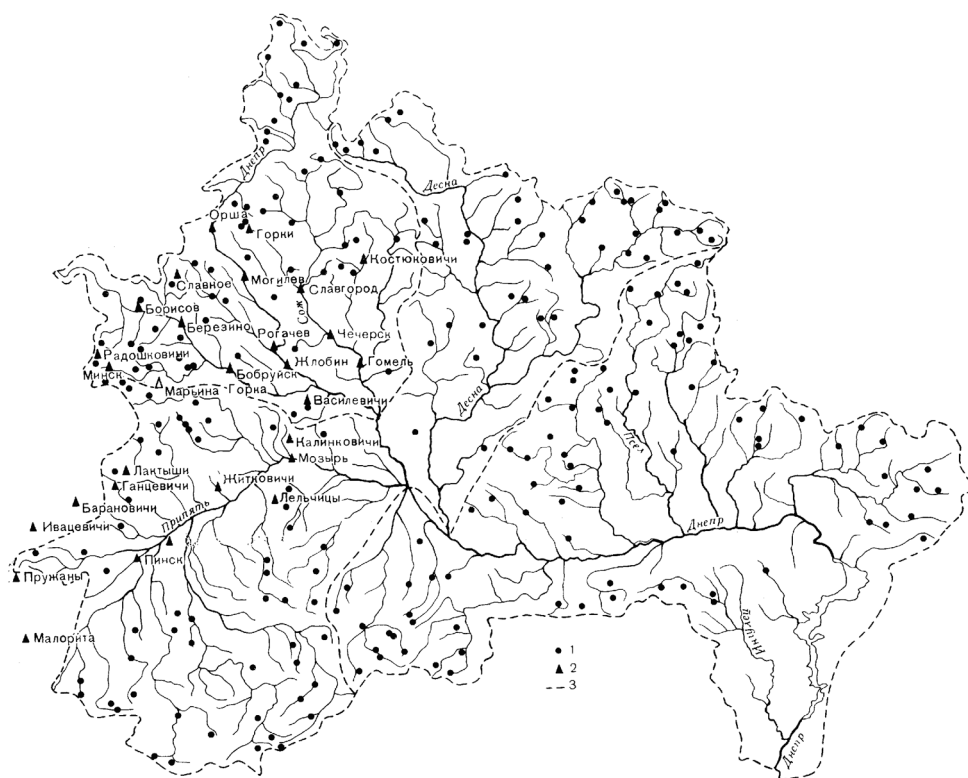 Днепр
Десна
Орша
Горки
Костюковичи
Славное
Могилев
Славгород
Сож
Борисов
Березино
Рогачев
Чечерск
Радошковичи
Минск
Жлобин
Гомель
Бобруйск
Марьина Горка
Василевичи
Десна
Псел
Калинковичи
Мозырь
Лактыши
Ганцевичи
Житковичи
Лельчицы
Барановичи
Припять
Ивацевичи
Днепр
Пинск
Пружаны
Малорита
Ингулец
1
2
3
Днепр